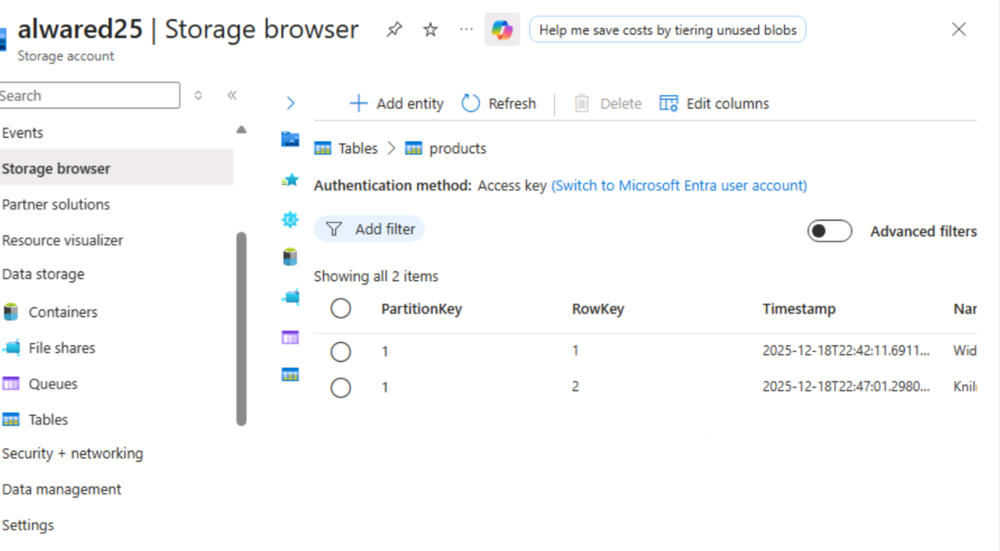 alwared25 | Storage browser
Help me save costs by tiering unused blobs
Storage account
Search
Events
Storage browser
Partner solutions
Resource visualizer
Data storage
Containers
File shares
Queues
Tables
Security + networking
Data management
Settings
Add entity
Refresh
Delete
Edit columns
Tables > products
Authentication method: Access key (Switch to Microsoft Entra user account)
Add filter
Advanced filters
Showing all 2 items
PartitionKey RowKey Timestamp
1 1 2025-12-18T22:42:11.6911... Wid
1 2 2025-12-18T22:47:01.2980...